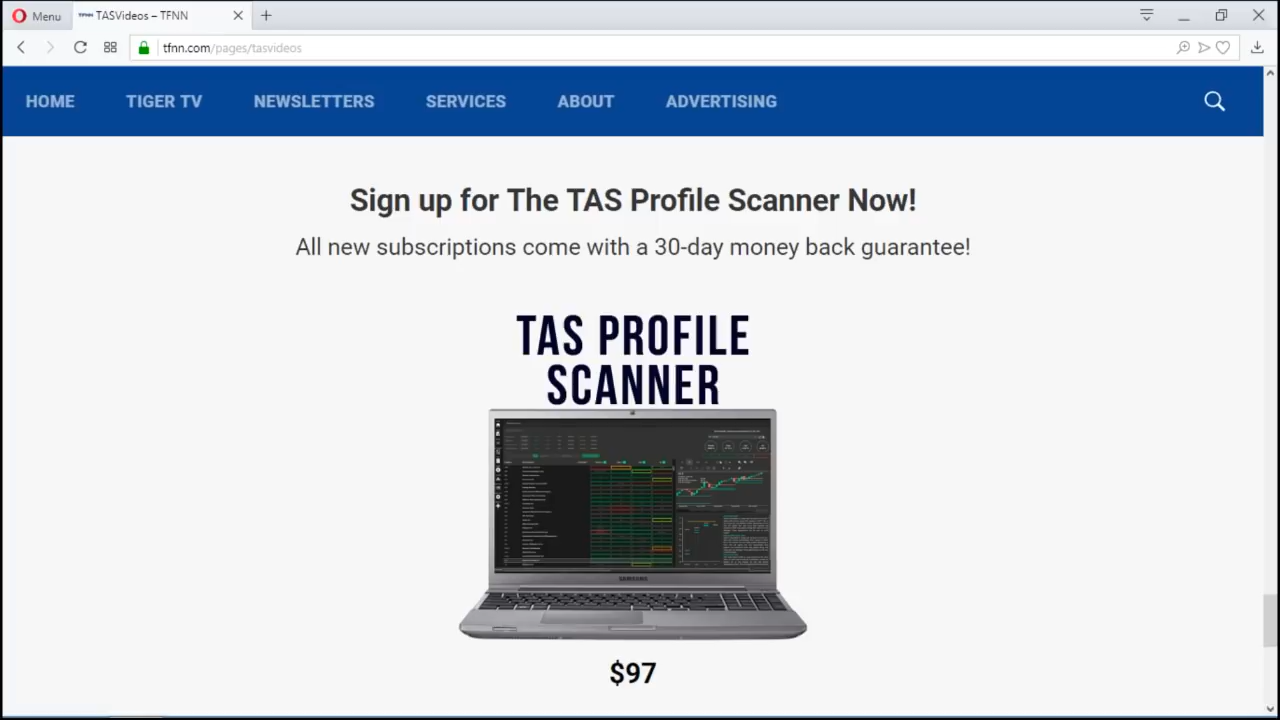 Menu
TFNN TASVideos – TFNN
tfnn.com/pages/tasvideos
HOME
TIGER TV
NEWSLETTERS
SERVICES
ABOUT
ADVERTISING
Sign up for The TAS Profile Scanner Now!
All new subscriptions come with a 30-day money back guarantee!
TAS PROFILE
SCANNER
SAMSUNG
$97